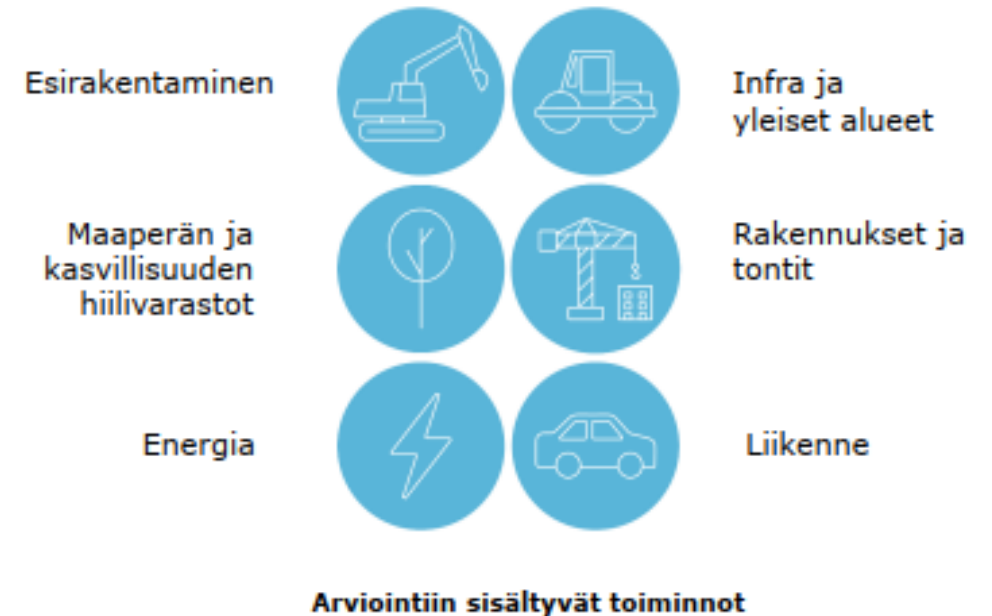 Esirakentaminen
Infra ja
yleiset alueet
Maaperän ja
kasvillisuuden
hiilivarastot
Rakennukset ja
tontit
Energia
Liikenne
Arviointiin sisältyvät toiminnot